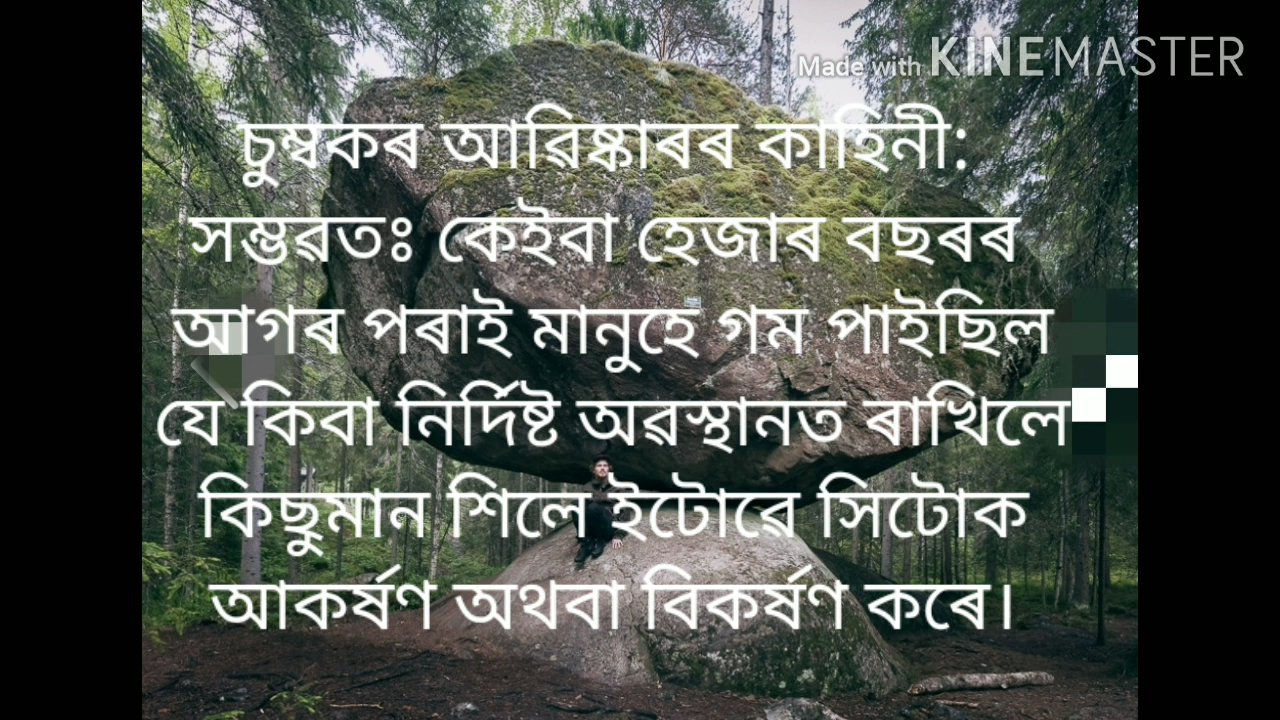 Made with KINEMASTER
চুম্বকৰ আৱিষ্কাৰৰ কাহিনী:
সম্ভৱতঃ কেইবা হেজাৰ বছৰৰ
আগৰ পৰাই মানুহে গম পাইছিল
যে কিবা নিৰ্দিষ্ট অৱস্থানত ৰাখিলে
কিছুমান শিলে ইটোৱে সিটোক
আকৰ্ষণ অথবা বিকৰ্ষণ কৰে।